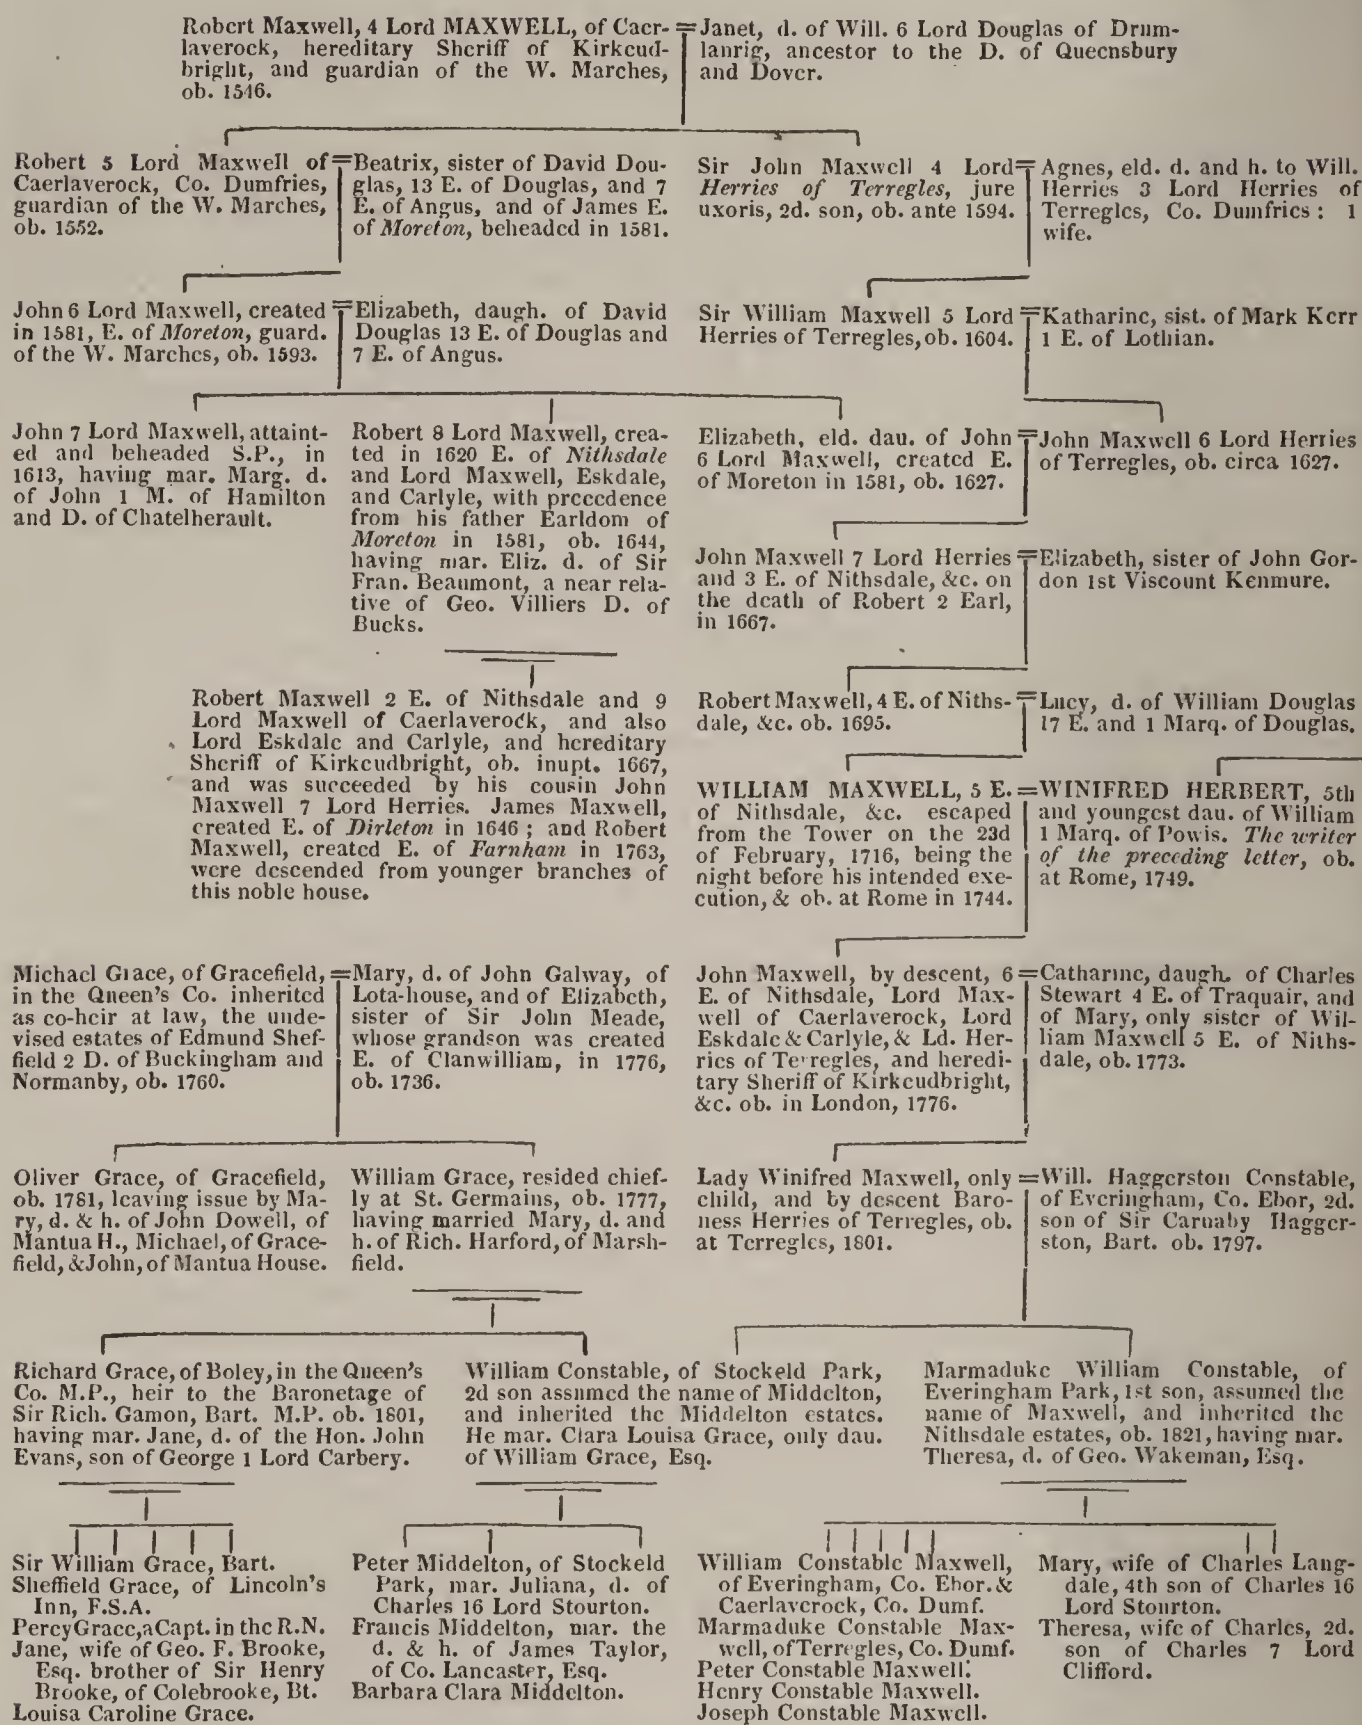 Robert Maxwell, 4 Lord MAXWELL, of Caer-
laverock, hereditary Sheriff of Kirkcud-
bright, and guardian of the W. Marches,
ob. 1546.
=Janet, d. of Will. 6 Lord Douglas of Drum-
lanrig, ancestor to the D. of Queensbury
and Dover.
Robert 5 Lord Maxwell of
Caerlaverock, Co. Dumfries,
guardian of the W. Marches,
ob. 1552.
=Beatrix, sister of David Dou-
glas, 13 E. of Douglas, and 7
E. of Angus, and of James E.
of Moreton, beheaded in 1581.
Sir John Maxwell 4 Lord
Herries of Terregles, jure
uxoris, 2d. son, ob. ante 1594.
=Agnes, eld. d. and h. to Will.
Herries 3 Lord Herries of
Terregles, Co. Dumfries: 1
wife.
John 6 Lord Maxwell, created
in 1581, E. of Moreton, guard.
of the W. Marches, ob. 1593.
=Elizabeth, daugh. of David
Douglas 13 E. of Douglas and
7 E. of Angus.
Sir William Maxwell 5 Lord
Herries of Terregles, ob. 1604.
=Katharine, sist. of Mark Kerr
1 E. of Lothian.
John 7 Lord Maxwell, attaint-
ed and beheaded S.P., in
1613, having mar. Marg. d.
of John 1 M. of Hamilton
and D. of Chatelherault.
Robert 8 Lord Maxwell, crea-
ted in 1620 E. of Nithsdale
and Lord Maxwell, Eskdale,
and Carlyle, with precedence
from his father Earldom of
Moreton in 1581, ob. 1644,
having mar. Eliz. d. of Sir
Fran. Beaumont, a near rela-
tive of Geo. Villiers D. of
Bucks.
Elizabeth, eld. dau. of John
6 Lord Maxwell, created E.
of Moreton in 1581, ob. 1627.
=John Maxwell 6 Lord Herries
of Terregles, ob. circa 1627.
John Maxwell 7 Lord Herries
and 3 E. of Nithsdale, &c. on
the death of Robert 2 Earl,
in 1667.
=Elizabeth, sister of John Gor-
don 1st Viscount Kenmure.
Robert Maxwell 2 E. of Nithsdale and 9
Lord Maxwell of Caerlaverock, and also
Lord Eskdale and Carlyle, and hereditary
Sheriff of Kirkcudbright, ob. inupt. 1667,
and was succeeded by his cousin John
Maxwell 7 Lord Herries. James Maxwell,
created E. of Dirleton in 1646; and Robert
Maxwell, created E. of Farnham in 1763,
were descended from younger branches of
this noble house.
Robert Maxwell, 4 E. of Niths-
dale, &c. ob. 1695.
=Lucy, d. of William Douglas
17 E. and 1 Marq. of Douglas.
WILLIAM MAXWELL, 5 E.
of Nithsdale, &c. escaped
from the Tower on the 23d
of February, 1716, being the
night before his intended exe-
cution, & ob. at Rome in 1744.
=WINIFRED HERBERT, 5th
and youngest dau. of William
1 Marq. of Powis. The writer
of the preceding letter, ob.
at Rome, 1749.
Michael Grace, of Gracefield,
in the Queen's Co. inherited
as co-heir at law, the unde-
vised estates of Edmund Shef-
field 2 D. of Buckingham and
Normanby, ob. 1760.
=Mary, d. of John Galway, of
Lota-house, and of Elizabeth,
sister of Sir John Meade,
whose grandson was created
E. of Clanwilliam, in 1776,
ob. 1736.
John Maxwell, by descent, 6
E. of Nithsdale, Lord Max-
well of Caerlaverock, Lord
Eskdale & Carlyle, & Ld. Her-
ries of Terregles, and heredi-
tary Sheriff of Kirkcudbright,
&c. ob. in London, 1776.
=Catharine, daugh. of Charles
Stewart 4 E. of Traquair, and
of Mary, only sister of Wil-
liam Maxwell 5 E. of Niths-
dale, ob. 1773.
Oliver Grace, of Gracefield,
ob. 1781, leaving issue by Ma-
ry, d. & h. of John Dowell, of
Mantua H., Michael, of Grace-
field, & John, of Mantua House.
William Grace, resided chief-
ly at St. Germains, ob. 1777,
having married Mary, d. and
h. of Rich. Harford, of Marsh-
field.
Lady Winifred Maxwell, only
child, and by descent Baro-
ness Herries of Terregles, ob.
at Terregles, 1801.
=Will. Haggerston Constable,
of Everingham, Co. Ebor, 2d.
son of Sir Carnaby Hagger-
ston, Bart. ob. 1797.
Richard Grace, of Boley, in the Queen's
Co. M.P., heir to the Baronetage of
Sir Rich. Gamon, Bart. M.P. ob. 1801,
having mar. Jane, d. of the Hon. John
Evans, son of George 1 Lord Carbery.
William Constable, of Stockeld Park,
2d son assumed the name of Middelton,
and inherited the Middelton estates.
He mar. Clara Louisa Grace, only dau.
of William Grace, Esq.
Marmaduke William Constable, of
Everingham Park, 1st son, assumed the
name of Maxwell, and inherited the
Nithsdale estates, ob. 1821, having mar.
Theresa, d. of Geo. Wakeman, Esq.
Sir William Grace, Bart.
Sheffield Grace, of Lincoln's
Inn, F.S.A.
Percy Grace, a Capt. in the R.N.
Jane, wife of Geo. F. Brooke,
Esq. brother of Sir Henry
Brooke, of Colebrooke, Bt.
Louisa Caroline Grace.
Peter Middelton, of Stockeld
Park, mar. Juliana, d. of
Charles 16 Lord Stourton.
Francis Middelton, mar. the
d. & h. of James Taylor,
of Co. Lancaster, Esq.
Barbara Clara Middelton.
William Constable Maxwell,
of Everingham, Co. Ebor. &
Caerlaverock, Co. Dumf.
Marmaduke Constable Max-
well, of Terregles, Co. Dumf.
Peter Constable Maxwell.
Henry Constable Maxwell.
Joseph Constable Maxwell.
Mary, wife of Charles Lang-
dale, 4th son of Charles 16
Lord Stourton.
Theresa, wife of Charles, 2d.
son of Charles 7 Lord
Clifford.